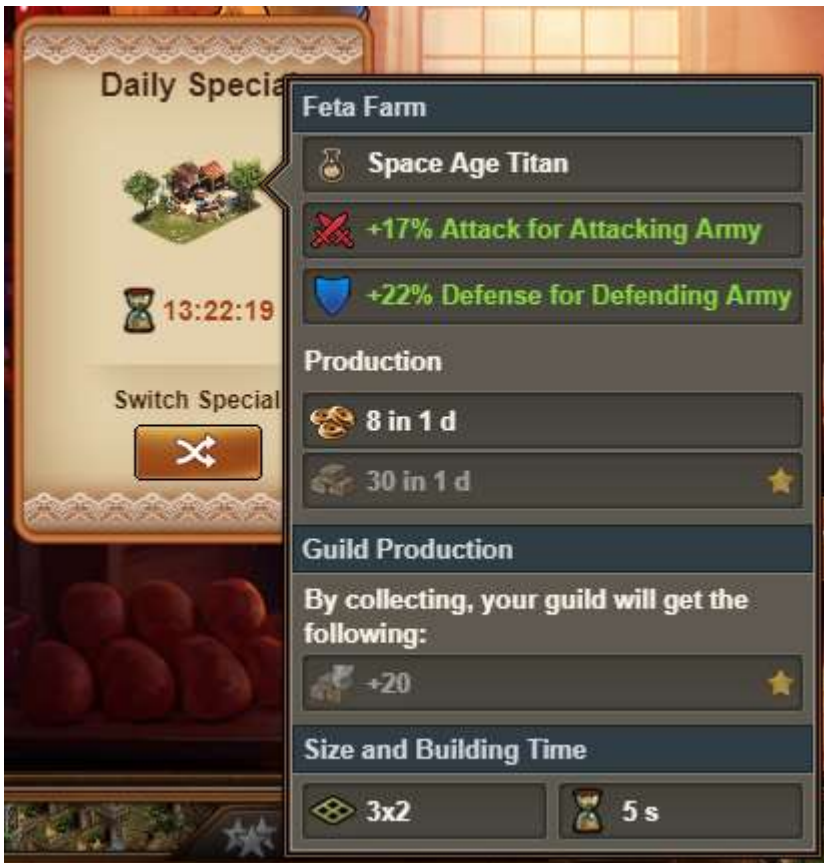 Daily Specia
13:22:19
Switch Special
Feta Farm
Space Age Titan
+17% Attack for Attacking Army
+22% Defense for Defending Army
Production
8 in 1 d
30 in 1 d
Guild Production
By collecting, your guild will get the
following:
+20
Size and Building Time
3x2
5 s